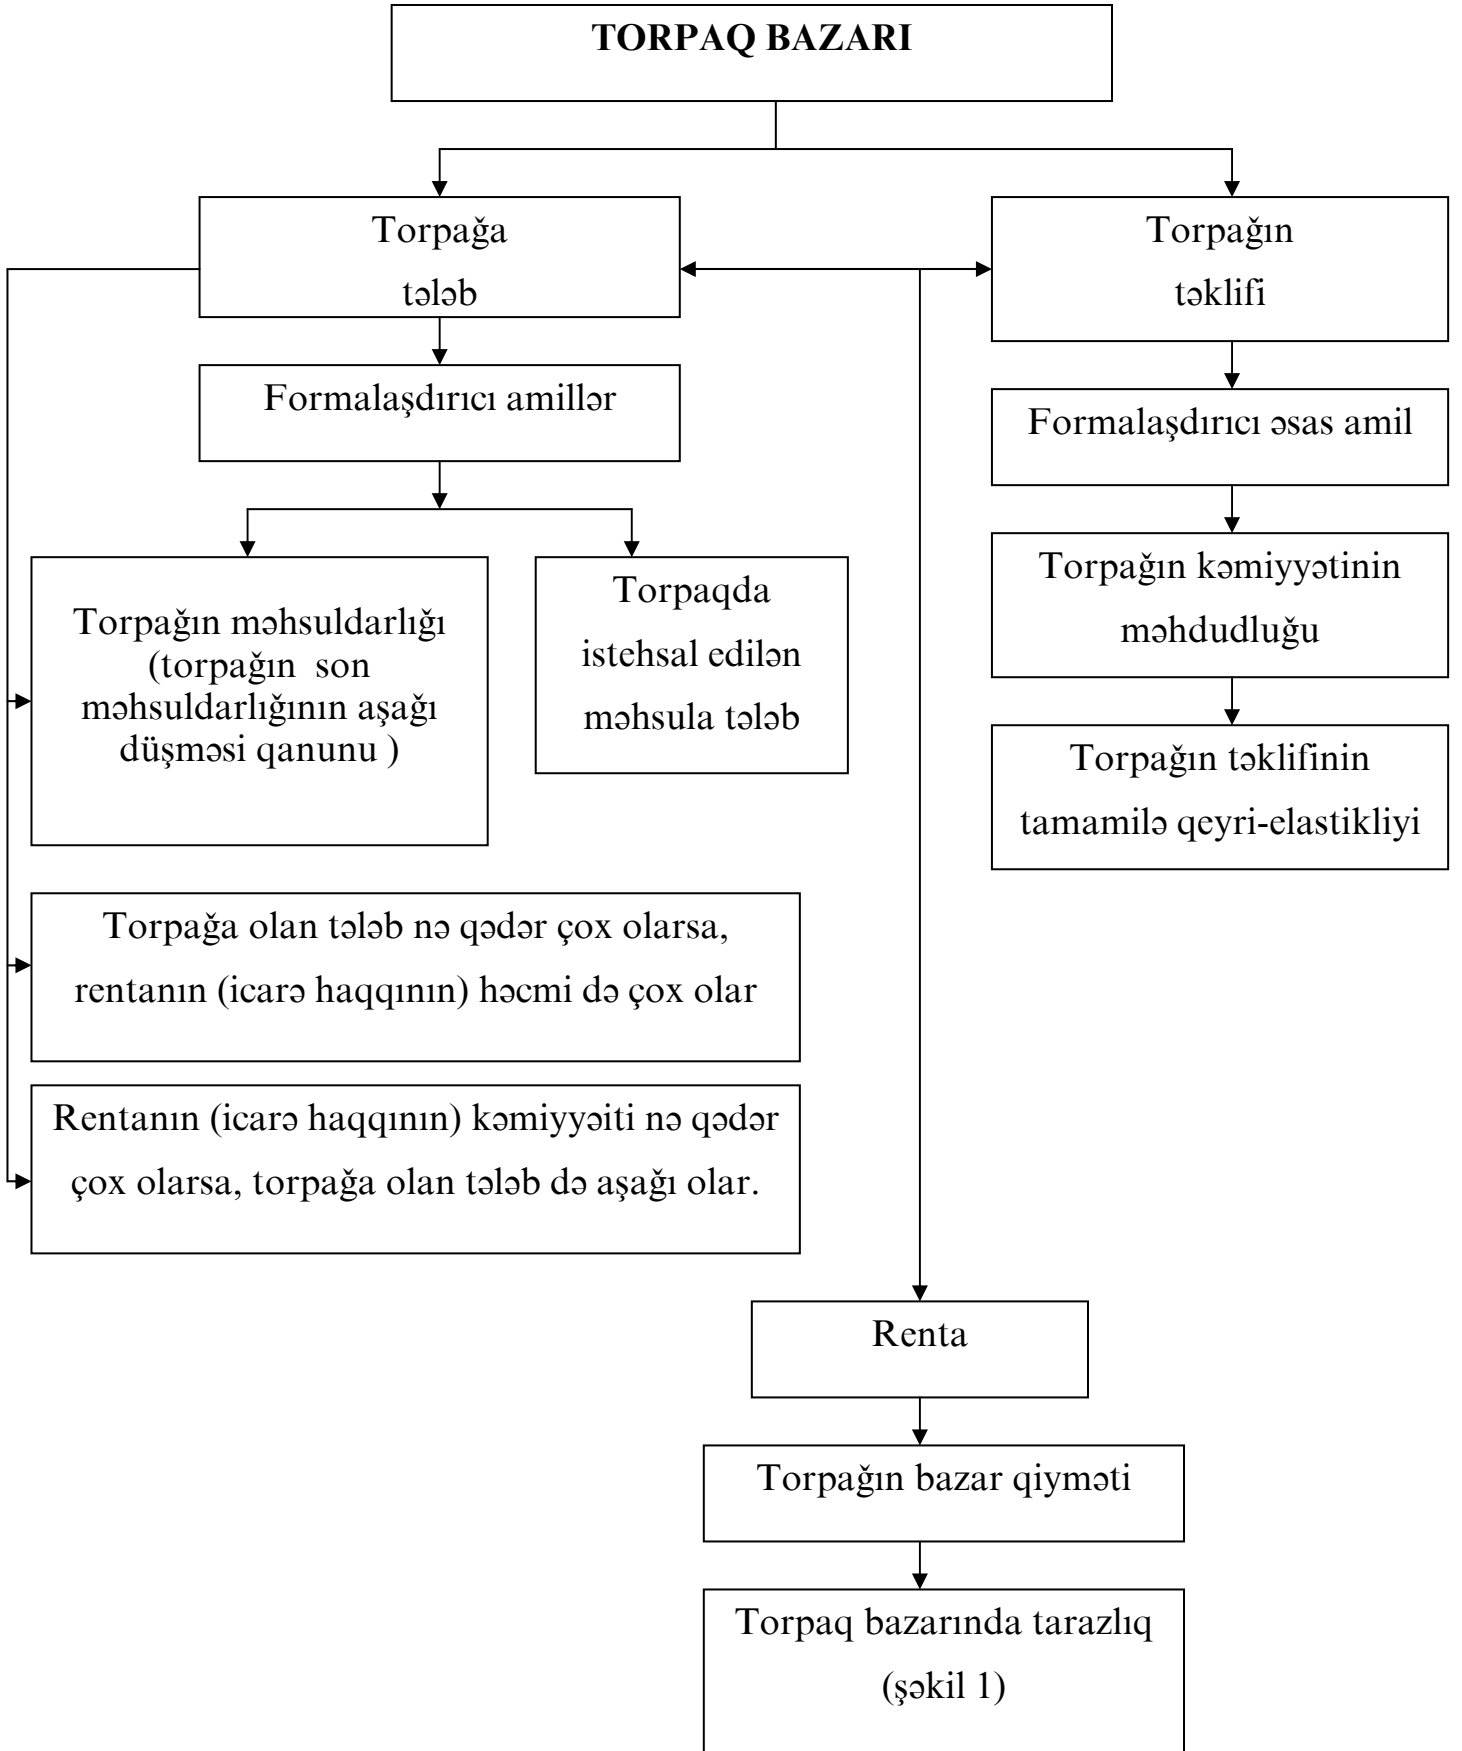 TORPAQ BAZARI
Torpağa
tələb
Torpağın
təklifi
Formalaşdırıcı amillər
Formalaşdırıcı əsas amil
Torpağın məhsuldarlığı
(torpağın  son
məhsuldarlığının aşağı
düşməsi qanunu )
Torpaqda
istehsal edilən
məhsula tələb
Torpağın kəmiyyətinin
məhdudluğu
Torpağın təklifinin
tamamilə qeyri-elastikliyi
Torpağa olan tələb nə qədər çox olarsa,
rentanın (icarə haqqının) həcmi də çox olar
Rentanın (icarə haqqının) kəmiyyəiti nə qədər
çox olarsa, torpağa olan tələb də aşağı olar.
Renta
Torpağın bazar qiyməti
Torpaq bazarında tarazlıq
(şəkil 1)